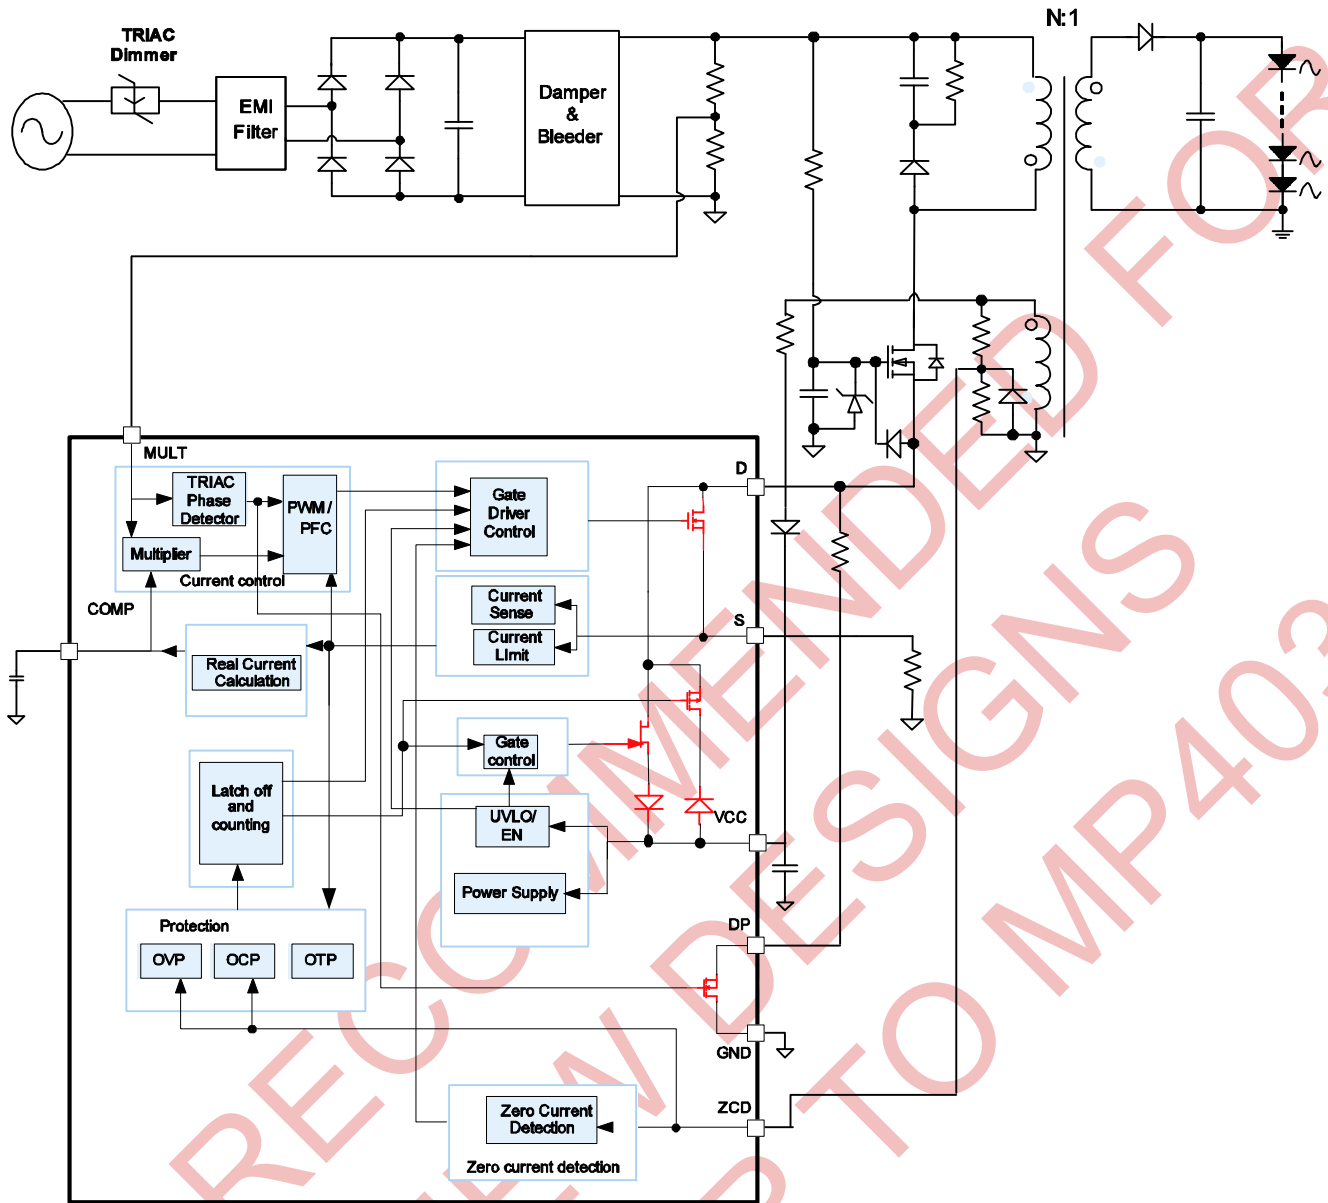 N:1
TRIAC
Dimmer
EMI
Filter
Damper
&
Bleeder
MULT
TRIAC
Phase
Detector
PWM /
PFC
Multiplier
Current control
Gate
Driver
Control
D
COMP
Current
Sense
Current
LImit
S
Real Current
Calculation
Gate
control
Latch off
and
counting
UVLO/
EN
VCC
Power Supply
Protection
OVP
OCP
OTP
DP
GND
ZCD
Zero Current
Detection
Zero current detection
RECOMMENDED FOR
NEW DESIGNS
TO MP403